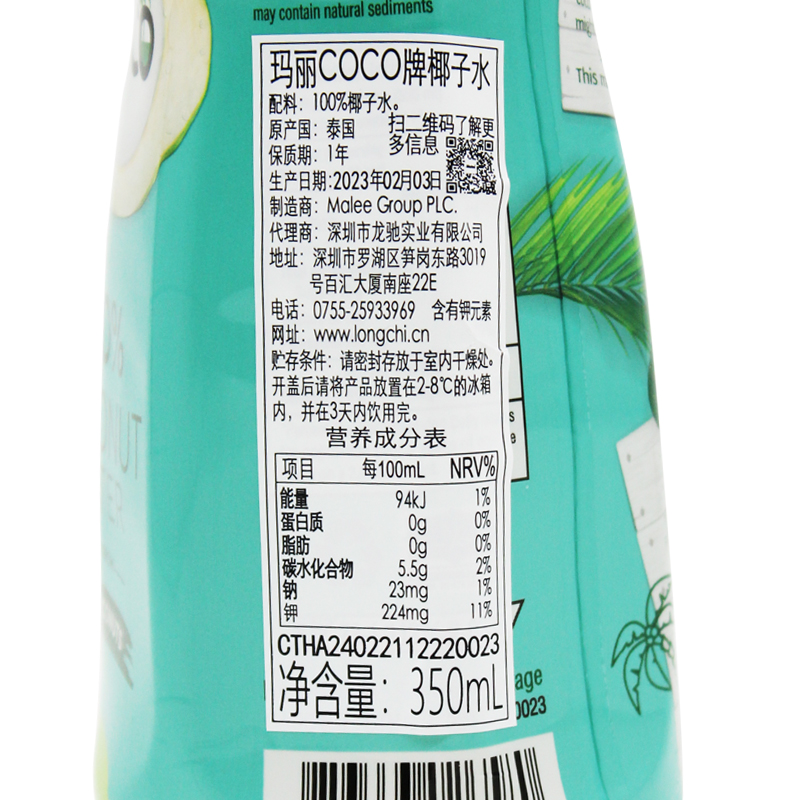 may contain natural sediments
This
玛丽COCO牌椰子水
配料：100%椰子水。
原产国：泰国
扫二维码了解更
多信息
保质期：1年
生产日期:2023年02月03日
制造商：Malee Group PLC.
代理商：深圳市龙驰实业有限公司
地址：深圳市罗湖区笋岗东路3019
号百汇大厦南座22E
电话：0755-25933969 含有钾元素
网址：www.longchi.cn
贮存条件：请密封存放于室内干燥处。
开盖后请将产品放置在2-8℃的冰箱
内，并在3天内饮用完。
营养成分表
项目 每100mL NRV%
能量 94kJ 1%
蛋白质 0g 0%
脂肪 0g 0%
碳水化合物 5.5g 2%
钠 23mg 1%
钾 224mg 11%
CTHA24022112220023
净含量：350mL
age
0023